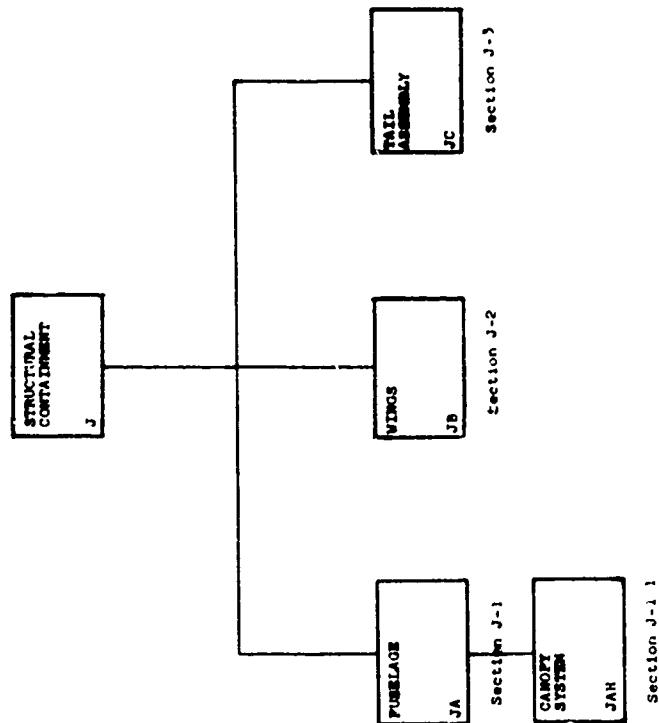 STRUCTURAL
CONTAINMENT
J
FUSELAGE
JA
Section J-1
CANOPY
SYSTEM
JAH
Section J-1 1
WINGS
JB
Section J-2
TAIL
ASSEMBLY
JC
Section J-3